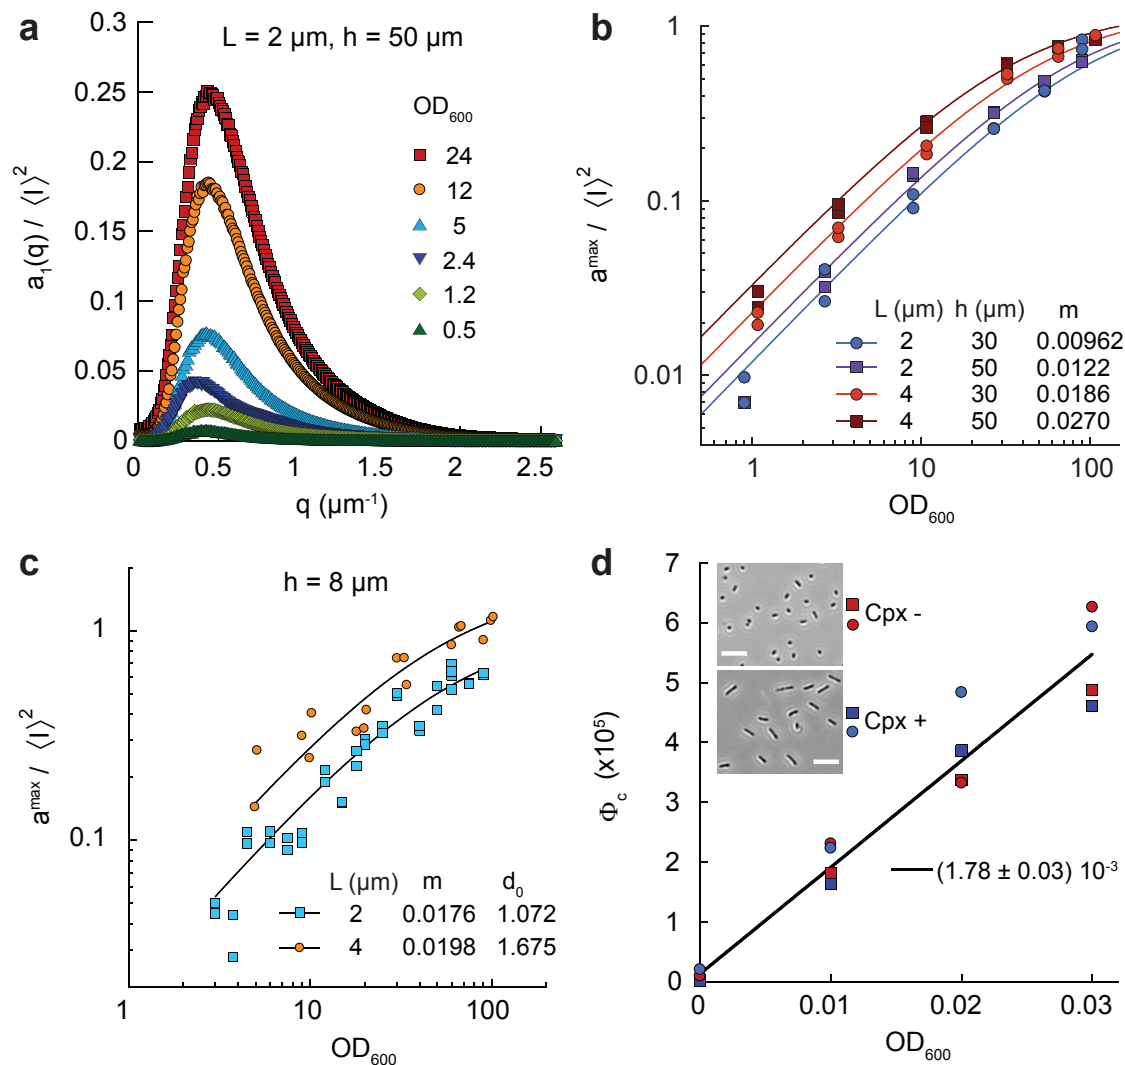 a
L = 2 µm, h = 50 µm
0.3
0.25
0.2
0.15
0.1
0.05
0
a₁(q) / ⟨I⟩²
OD₆₀₀
24
12
5
2.4
1.2
0.5
0 0.5 1 1.5 2 2.5
q (µm⁻¹)
b
1
0.1
0.01
aᵐᵃˣ / ⟨I⟩²
L (µm) h (µm) m
2 30 0.00962
2 50 0.0122
4 30 0.0186
4 50 0.0270
1 10 100
OD₆₀₀
c
h = 8 µm
1
0.1
aᵐᵃˣ / ⟨I⟩²
L (µm) m d₀
2 0.0176 1.072
4 0.0198 1.675
1 10 100
OD₆₀₀
d
7
6
5
4
3
2
1
0
Φ꜀ (x10⁵)
Cpx -
Cpx +
(1.78 ± 0.03) 10⁻³
0 0.01 0.02 0.03
OD₆₀₀